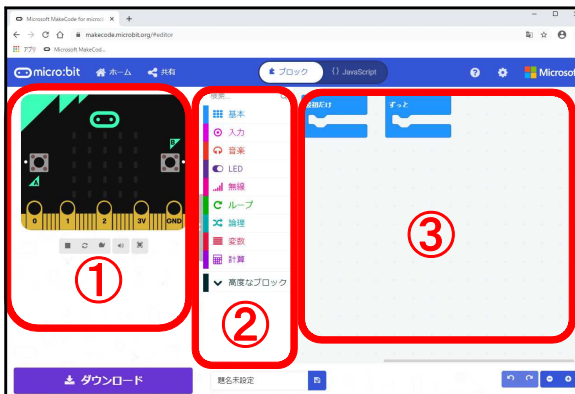 Microsoft MakeCode for micro:b
makecode.microbit.org/#editor
アプリ Microsoft MakeCod...
micro:bit ホーム 共有 ブロック {} JavaScript Microsoft
検索...
基本
入力
音楽
LED
無線
ループ
論理
変数
計算
高度なブロック
最初だけ ずっと
A
B
0 1 2 3V GND
① ② ③
ダウンロード 題名未設定